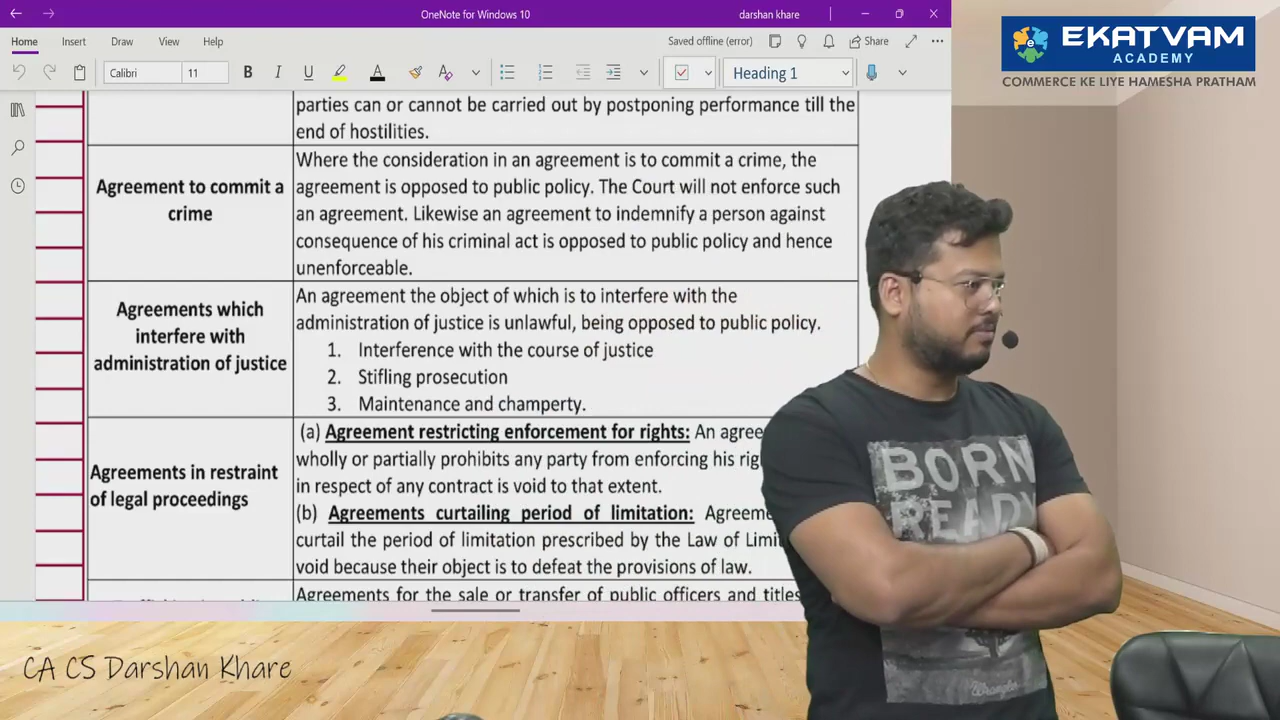 OneNote for Windows 10
darshan khare
Home
Insert
Draw
View
Help
Saved offline (error)
Share
Calibri
11
B
I
U
A
Heading 1
EKATVAM
ACADEMY
COMMERCE KE LIYE HAMESHA PRATHAM
parties can or cannot be carried out by postponing performance till the
end of hostilities.
Agreement to commit a
crime
Where the consideration in an agreement is to commit a crime, the
agreement is opposed to public policy. The Court will not enforce such
an agreement. Likewise an agreement to indemnify a person against
consequence of his criminal act is opposed to public policy and hence
unenforceable.
Agreements which
interfere with
administration of justice
An agreement the object of which is to interfere with the
administration of justice is unlawful, being opposed to public policy.
1. Interference with the course of justice
2. Stifling prosecution
3. Maintenance and champerty.
Agreements in restraint
of legal proceedings
(a) Agreement restricting enforcement for rights: An
wholly or partially prohibits any party from enforcing his
in respect of any contract is void to that extent.
(b) Agreements curtailing period of limitation:
curtail the period of limitation prescribed by the Law of
void because their object is to defeat the provisions of law.
Agreements for the sale or transfer of public officers and titles
BORN
READY
Wrangler
CA CS Darshan Khare